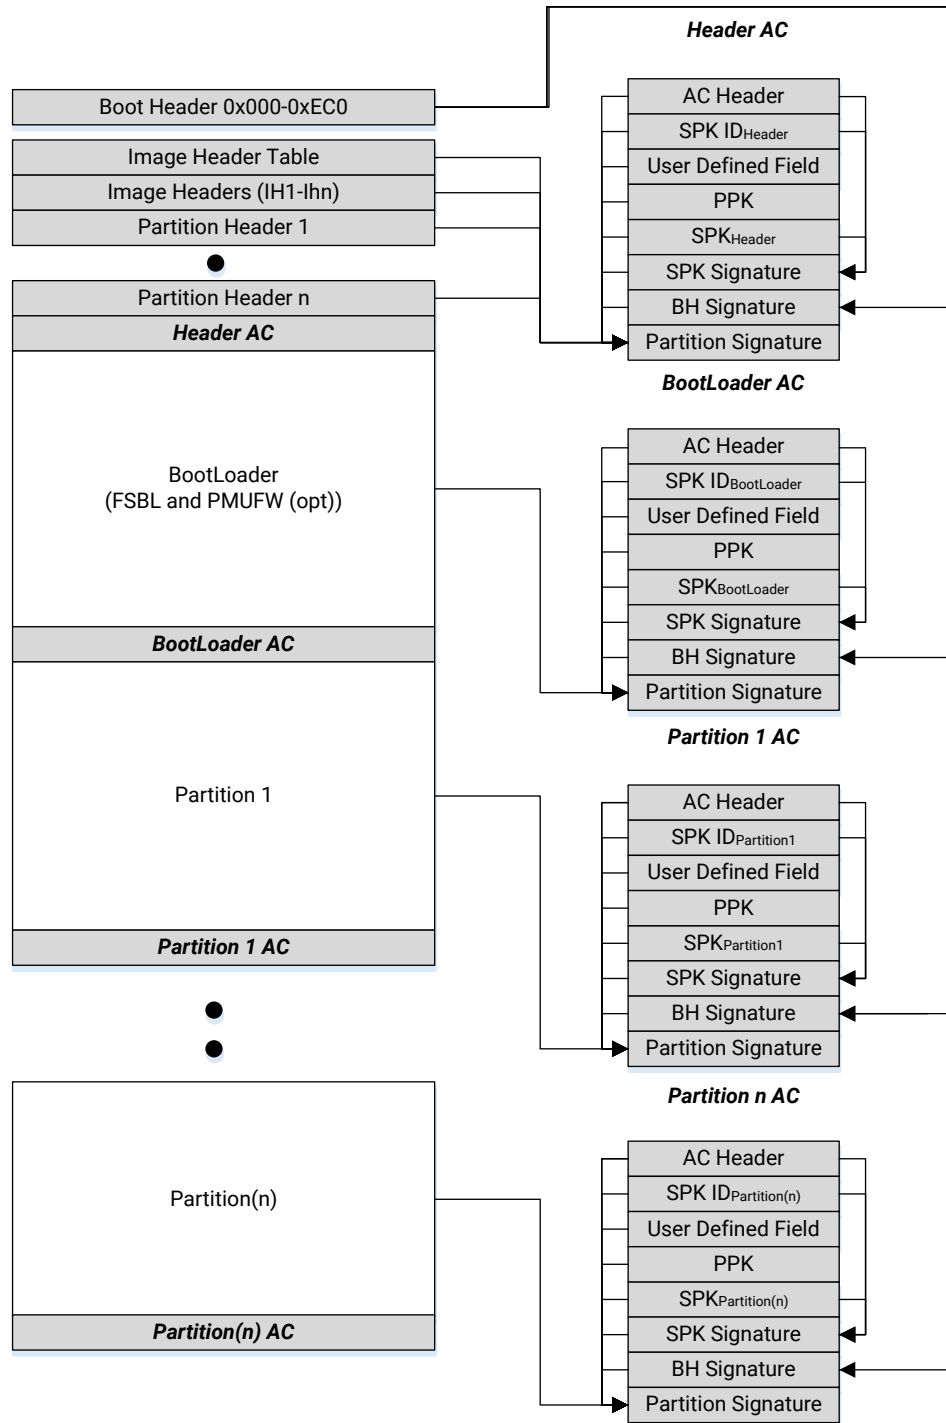 Boot Header 0x000-0xEC0
Image Header Table
Image Headers (IH1-Ihn)
Partition Header 1
Partition Header n
Header AC
BootLoader
(FSBL and PMUFW (opt))
BootLoader AC
Partition 1
Partition 1 AC
Partition(n)
Partition(n) AC
Header AC
AC Header
SPK IDHeader
User Defined Field
PPK
SPKHeader
SPK Signature
BH Signature
Partition Signature
BootLoader AC
AC Header
SPK IDBootLoader
User Defined Field
PPK
SPKBootLoader
SPK Signature
BH Signature
Partition Signature
Partition 1 AC
AC Header
SPK IDPartition1
User Defined Field
PPK
SPKPartition1
SPK Signature
BH Signature
Partition Signature
Partition n AC
AC Header
SPK IDPartition(n)
User Defined Field
PPK
SPKPartition(n)
SPK Signature
BH Signature
Partition Signature